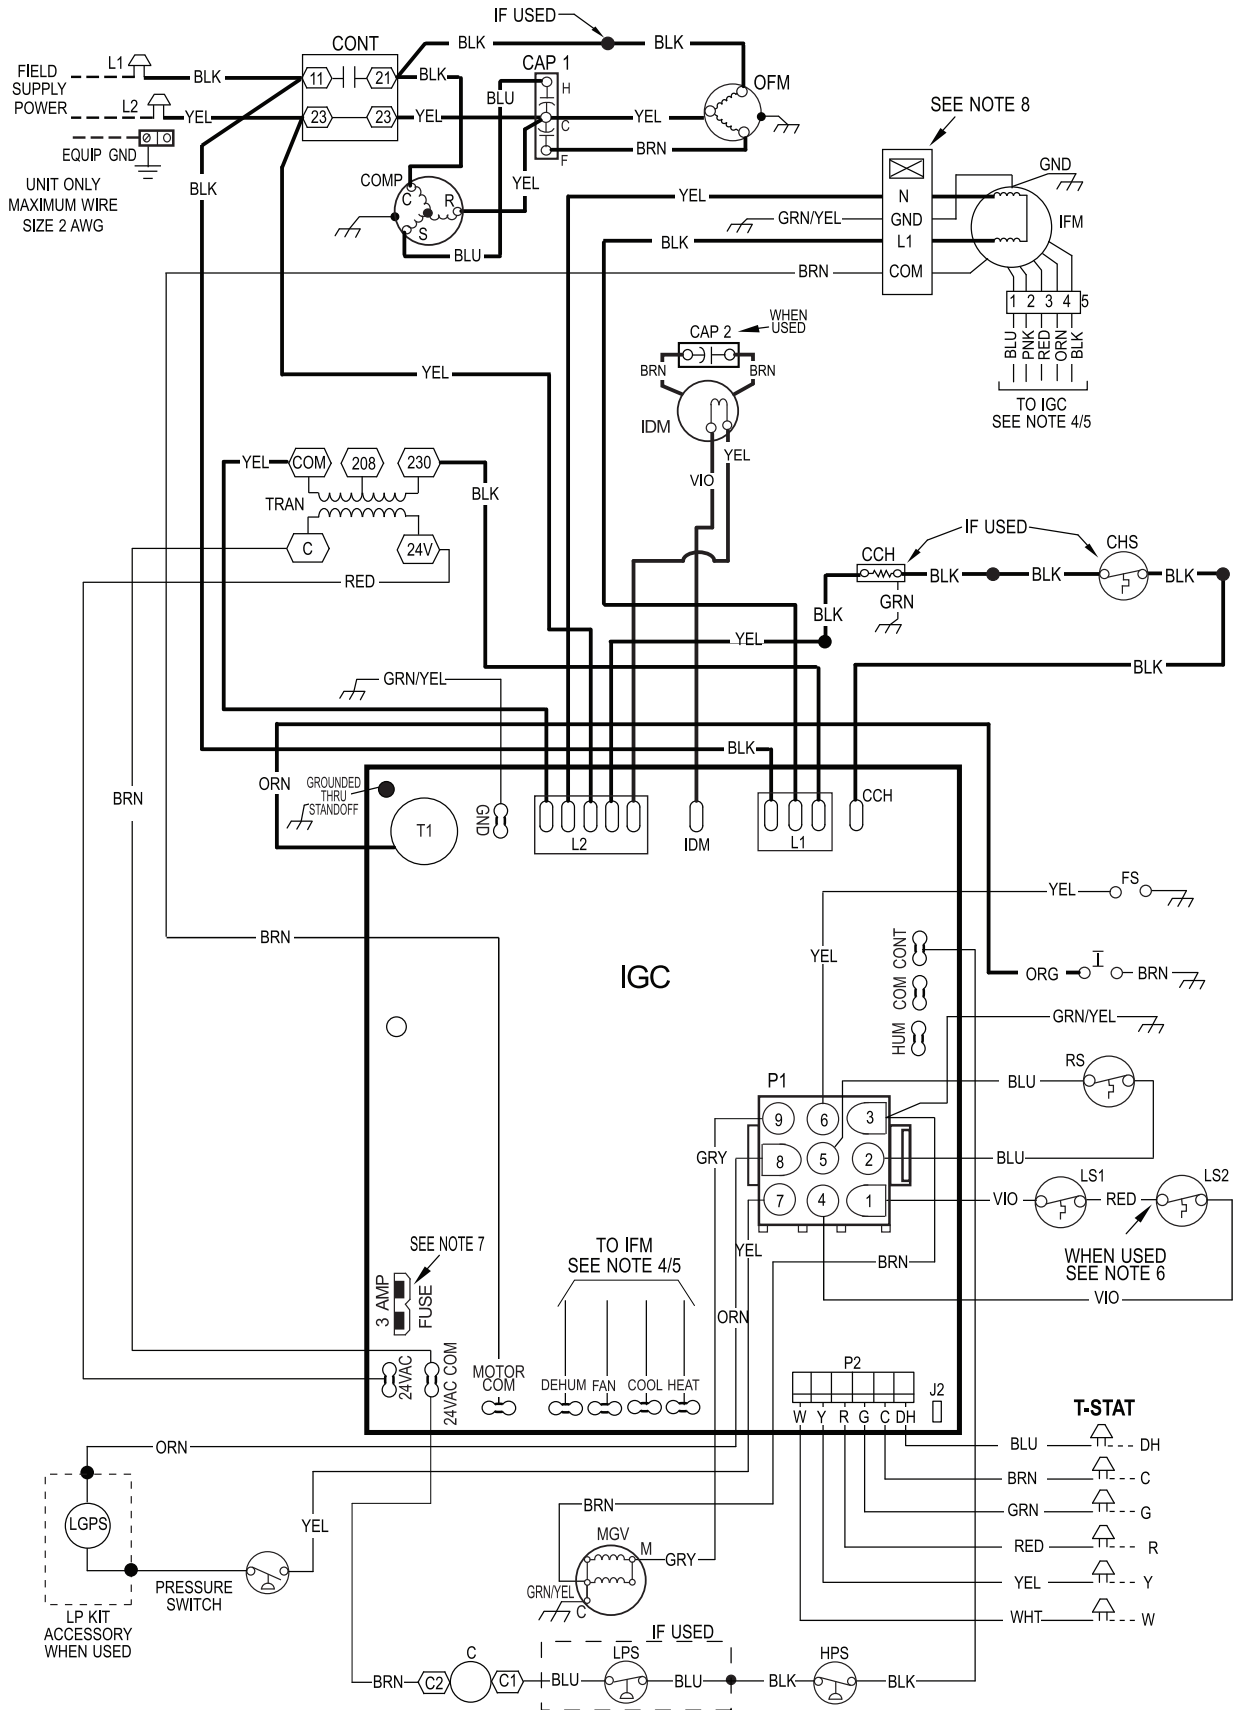 IF USED
BLK
BLK
CONT
L1
FIELD
SUPPLY
POWER
BLK
11
21
BLK
CAP 1
H
BLU
OFM
L2
YEL
23
23
YEL
C
YEL
BRN
F
EQUIP GND
UNIT ONLY
MAXIMUM WIRE
SIZE 2 AWG
BLK
COMP
C
R
S
YEL
BLU
SEE NOTE 8
GND
YEL
N
GRN/YEL
GND
IFM
BLK
L1
BRN
COM
1 2 3 4 5
BLU
PNK
RED
ORN
BLK
TO IGC
SEE NOTE 4/5
WHEN
USED
CAP 2
BRN
BRN
YEL
IDM
YEL
VIO
YEL
COM
208
230
BLK
TRAN
C
24V
RED
IF USED
CHS
CCH
BLK
BLK
BLK
GRN
BLK
YEL
BLK
GRN/YEL
BLK
ORN
BRN
GROUNDED
THRU
STANDOFF
T1
GND
L2
IDM
L1
CCH
YEL
FS
BRN
YEL
IGC
CONT
COM
HUM
ORG
I
BRN
GRN/YEL
RS
BLU
P1
9
6
3
GRY
8
5
2
BLU
7
4
1
VIO
LS1
RED
LS2
YEL
BRN
WHEN USED
SEE NOTE 6
VIO
SEE NOTE 7
TO IFM
SEE NOTE 4/5
3 AMP
FUSE
ORN
24VAC
24VAC COM
MOTOR
COM
DEHUM
FAN
COOL
HEAT
P2
J2
W Y R G C DH
T-STAT
ORN
BLU
DH
BRN
C
GRN
G
RED
R
YEL
Y
WHT
W
LGPS
YEL
PRESSURE
SWITCH
LP KIT
ACCESSORY
WHEN USED
BRN
MGV
M
GRY
GRN/YEL
C
IF USED
C
LPS
HPS
BRN
C2
C1
BLU
BLU
BLK
BLK